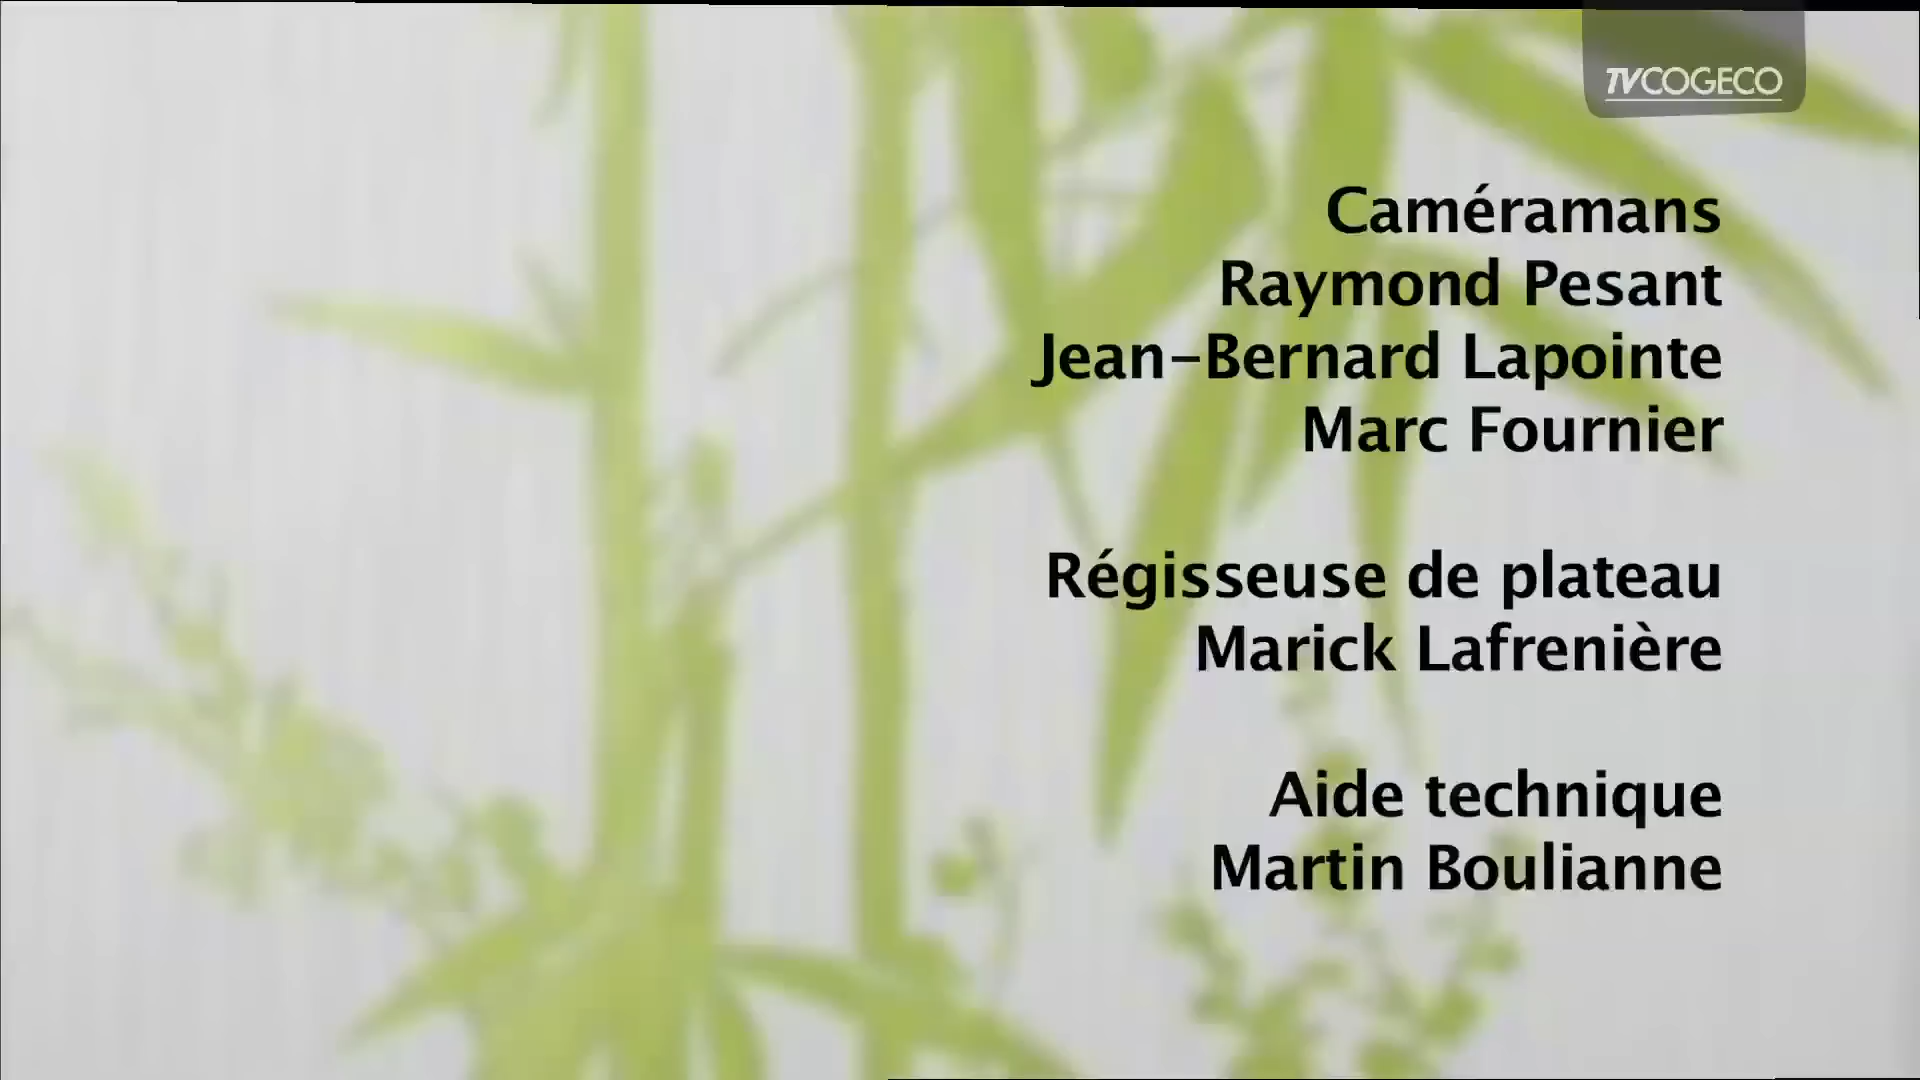 TVCOGECO
Caméramans
Raymond Pesant
Jean-Bernard Lapointe
Marc Fournier
Régisseuse de plateau
Marick Lafrenière
Aide technique
Martin Boulianne